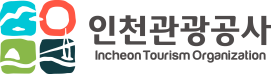 인천관광공사
Incheon Tourism Organization